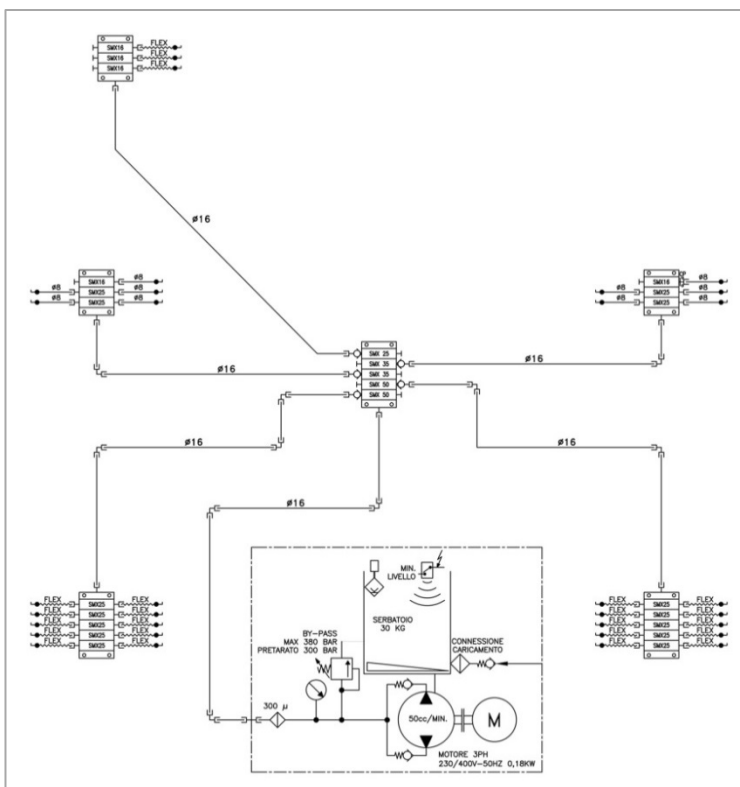 FLEX
SMX16
FLEX
SMX16
FLEX
SMX16
ø16
SMX16 ø8
ø8 SMX25 ø8
ø8 SMX25 ø8
SMX16 ø8
ø8 SMX25 ø8
ø8 SMX25 ø8
SMX 25
SMX 35
SMX 35
SMX 50
SMX 50
ø16
ø16
ø16
ø16
ø16
FLEX SMX25 FLEX
FLEX SMX25 FLEX
FLEX SMX25 FLEX
FLEX SMX25 FLEX
FLEX SMX25 FLEX
FLEX SMX25 FLEX
FLEX SMX25 FLEX
FLEX SMX25 FLEX
FLEX SMX25 FLEX
FLEX SMX25 FLEX
MIN.
LIVELLO
SERBATOIO
30 KG
BY-PASS
MAX 380 BAR
PRETARATO 300 BAR
CONNESSIONE
CARICAMENTO
300 µ
50cc/MIN.
M
MOTORE 3PH
230/400V-50HZ 0,18KW